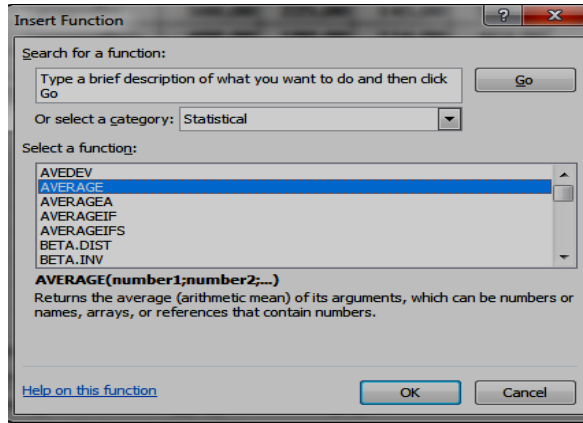 Insert Function
Search for a function:
Type a brief description of what you want to do and then click
Go
Go
Or select a category: Statistical
Select a function:
AVEDEV
AVERAGE
AVERAGEA
AVERAGEIF
AVERAGEIFS
BETA.DIST
BETA.INV
AVERAGE(number1;number2;...)
Returns the average (arithmetic mean) of its arguments, which can be numbers or
names, arrays, or references that contain numbers.
Help on this function
OK
Cancel